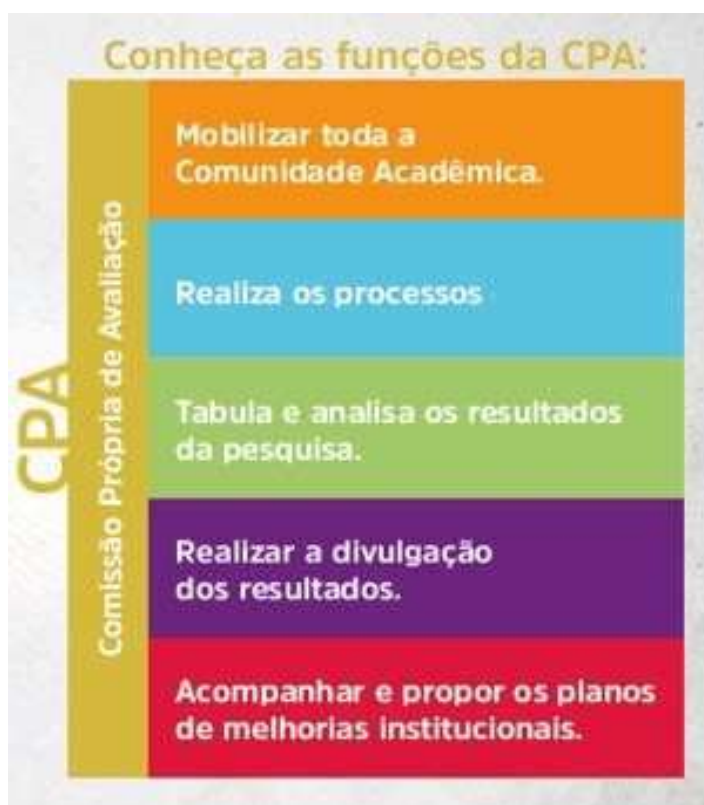 Conheça as funções da CPA:
CPA
Comissão Própria de Avaliação
Mobilizar toda a
Comunidade Acadêmica.
Realiza os processos
Tabula e analisa os resultados
da pesquisa.
Realizar a divulgação
dos resultados.
Acompanhar e propor os planos
de melhorias institucionais.